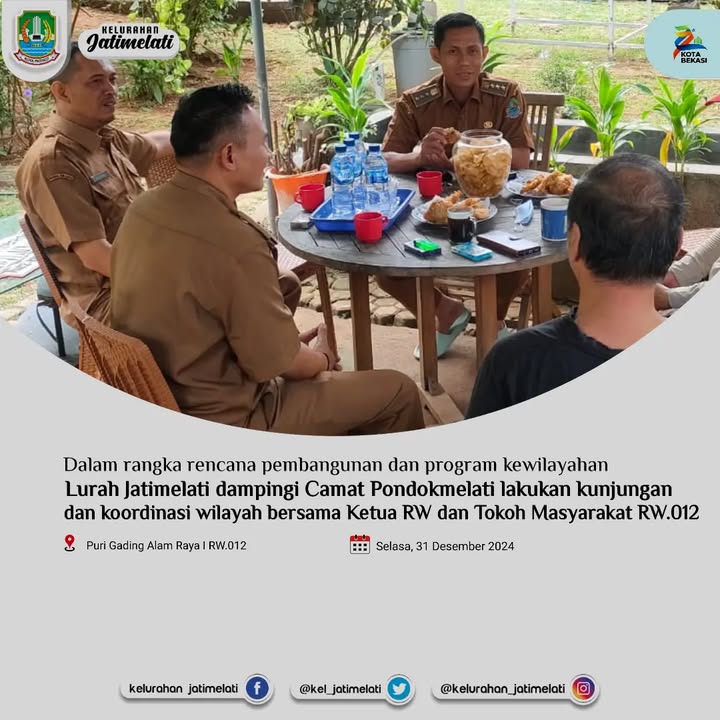 KELURAHAN
Jatimelati
KOTA
BEKASI
Dalam rangka rencana pembangunan dan program kewilayahan
Lurah Jatimelati dampingi Camat Pondokmelati lakukan kunjungan
dan koordinasi wilayah bersama Ketua RW dan Tokoh Masyarakat RW.012
Puri Gading Alam Raya I RW.012
Selasa, 31 Desember 2024
kelurahan jatimelati
@kel_jatimelati
@kelurahan_jatimelati